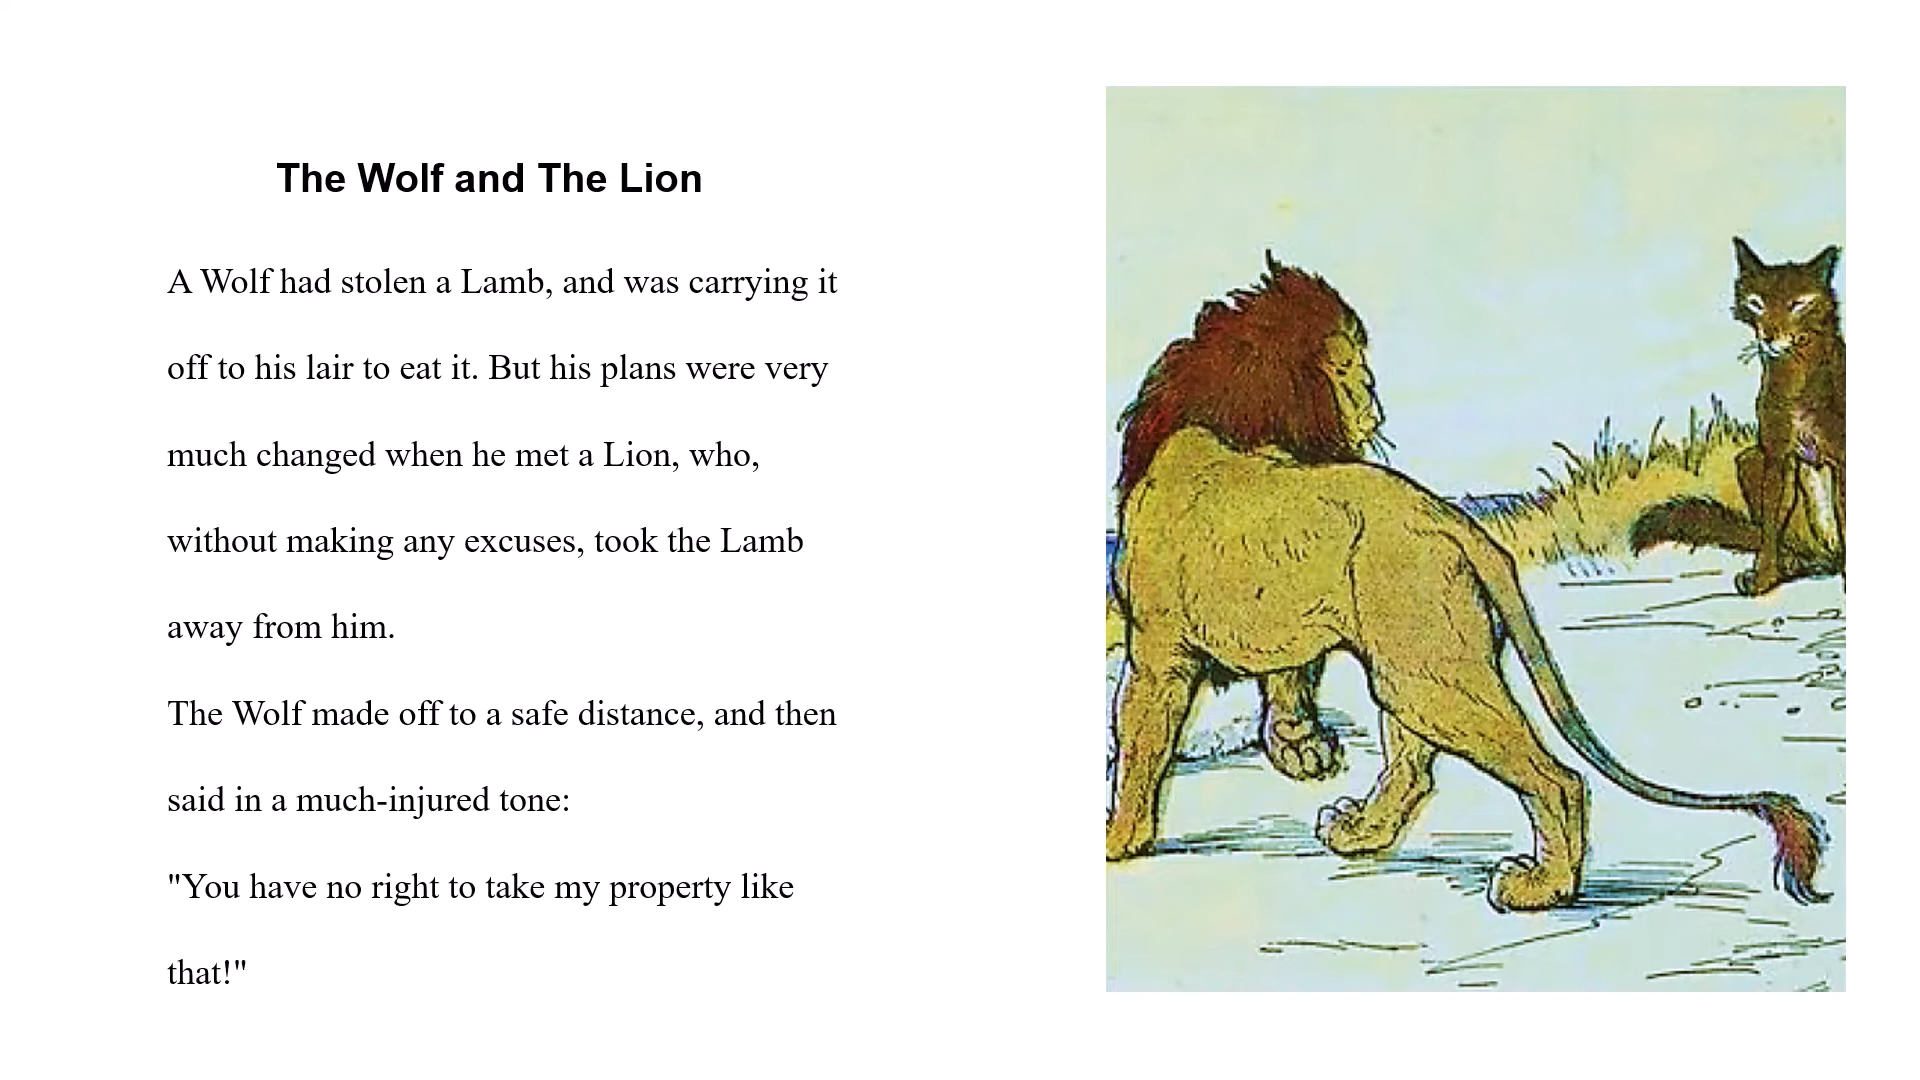 The Wolf and The Lion
A Wolf had stolen a Lamb, and was carrying it
off to his lair to eat it. But his plans were very
much changed when he met a Lion, who,
without making any excuses, took the Lamb
away from him.
The Wolf made off to a safe distance, and then
said in a much-injured tone:
"You have no right to take my property like
that!"